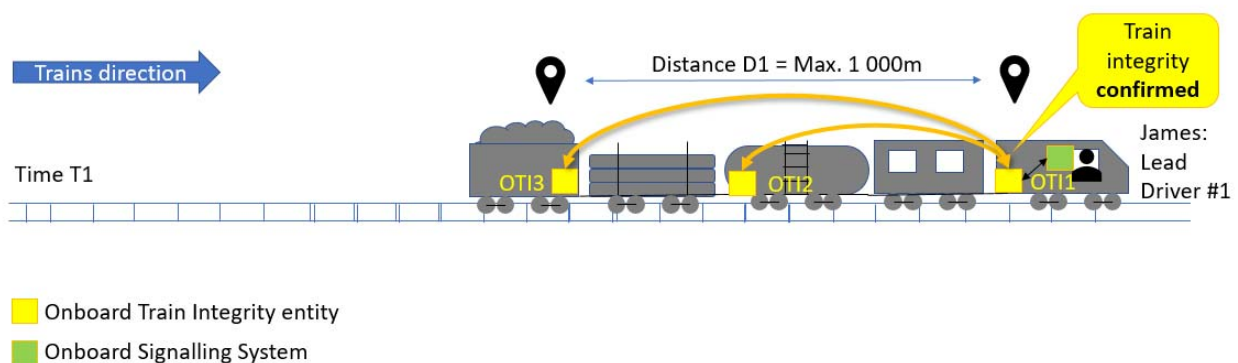 Trains direction
Distance D1 = Max. 1 000m
Train
integrity
confirmed
James:
Lead
Driver #1
Time T1
OTI3
OTI2
OTI1
Onboard Train Integrity entity
Onboard Signalling System